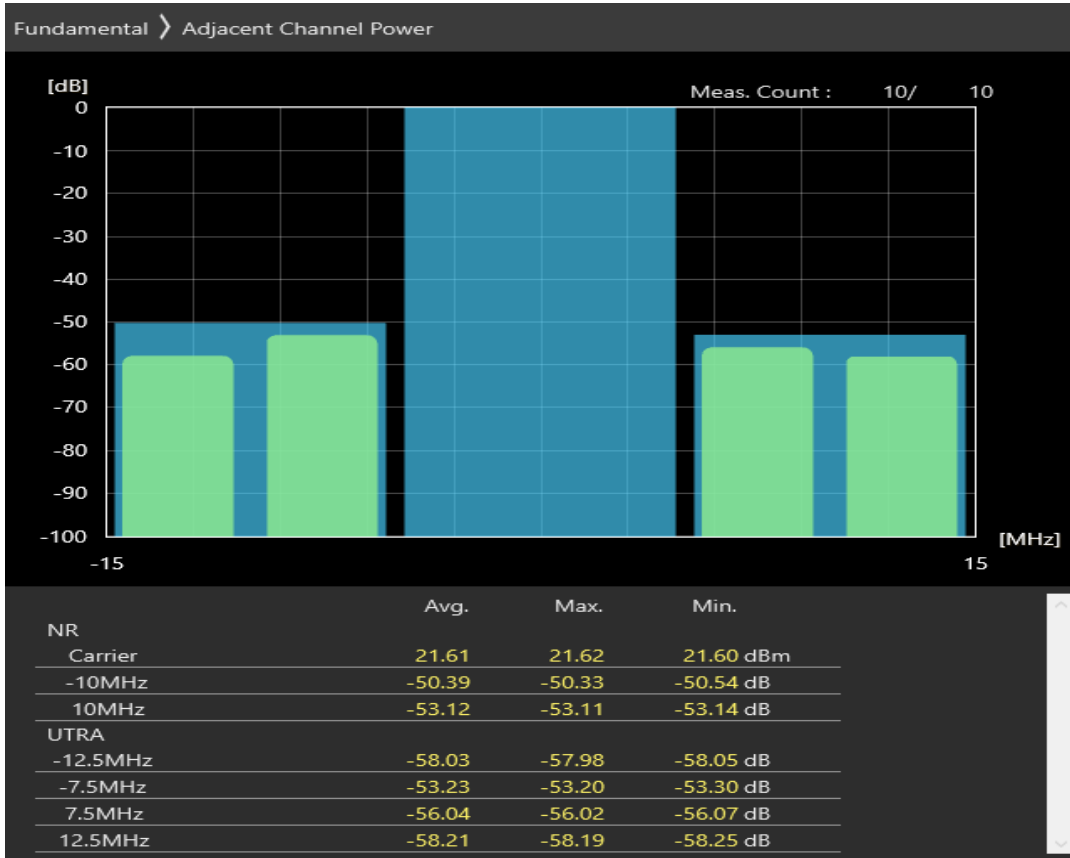 Fundamental ❯ Adjacent Channel Power
[dB]
Meas. Count : 10/ 10
0
-10
-20
-30
-40
-50
-60
-70
-80
-90
-100
[MHz]
-15 15
Avg. Max. Min.
NR
Carrier 21.61 21.62 21.60 dBm
-10MHz -50.39 -50.33 -50.54 dB
10MHz -53.12 -53.11 -53.14 dB
UTRA
-12.5MHz -58.03 -57.98 -58.05 dB
-7.5MHz -53.23 -53.20 -53.30 dB
7.5MHz -56.04 -56.02 -56.07 dB
12.5MHz -58.21 -58.19 -58.25 dB